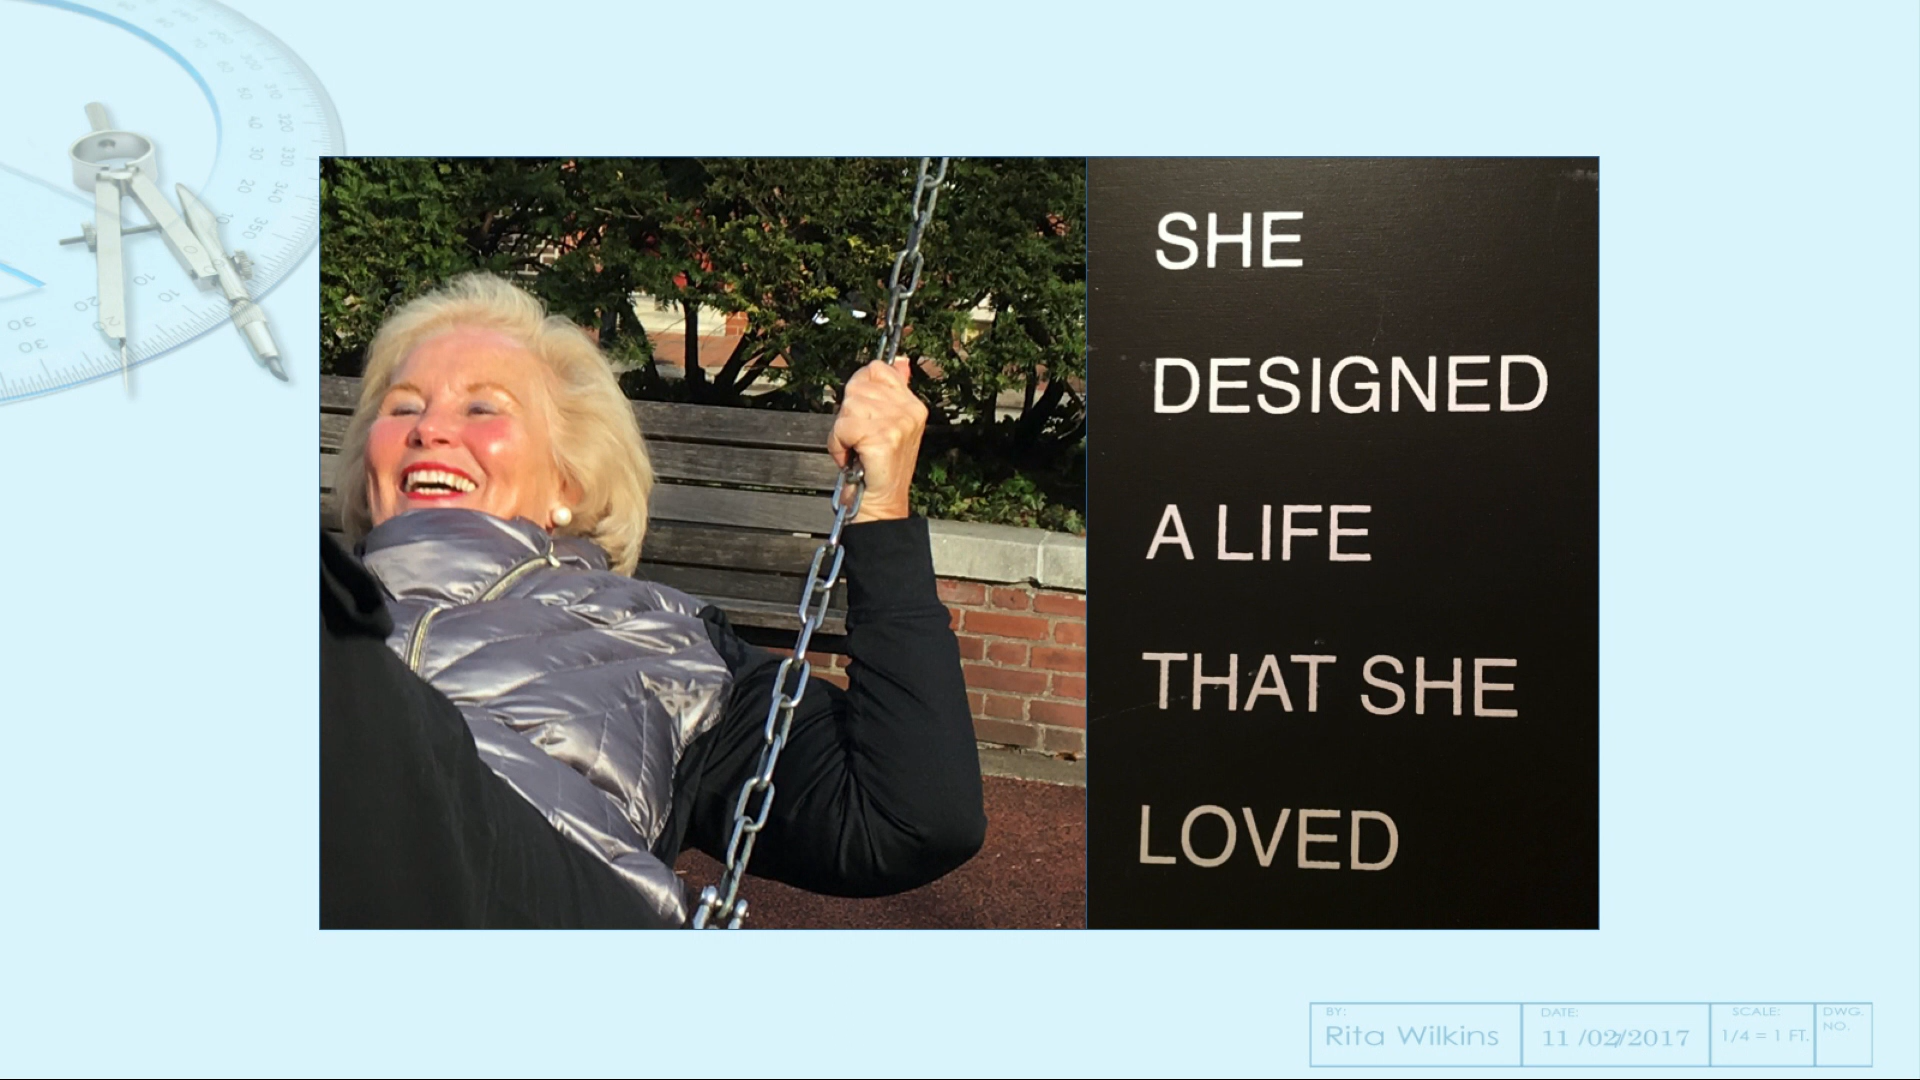 SHE
DESIGNED
A LIFE
THAT SHE
LOVED
BY:
Rita Wilkins
DATE:
11 /02/2017
SCALE:
1/4 = 1 FT.
DWG.
NO.